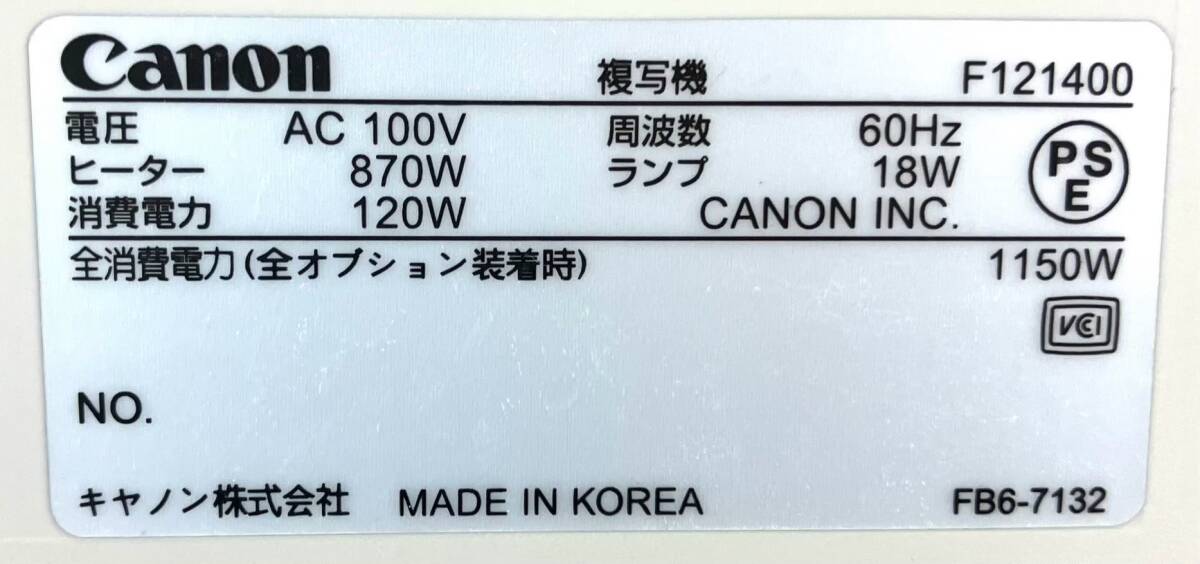 Canon 複写機 F121400
電圧 AC 100V 周波数 60Hz
ヒーター 870W ランプ 18W
消費電力 120W CANON INC.
PSE
全消費電力(全オプション装着時) 1150W
VCCI
NO.
キヤノン株式会社 MADE IN KOREA FB6-7132